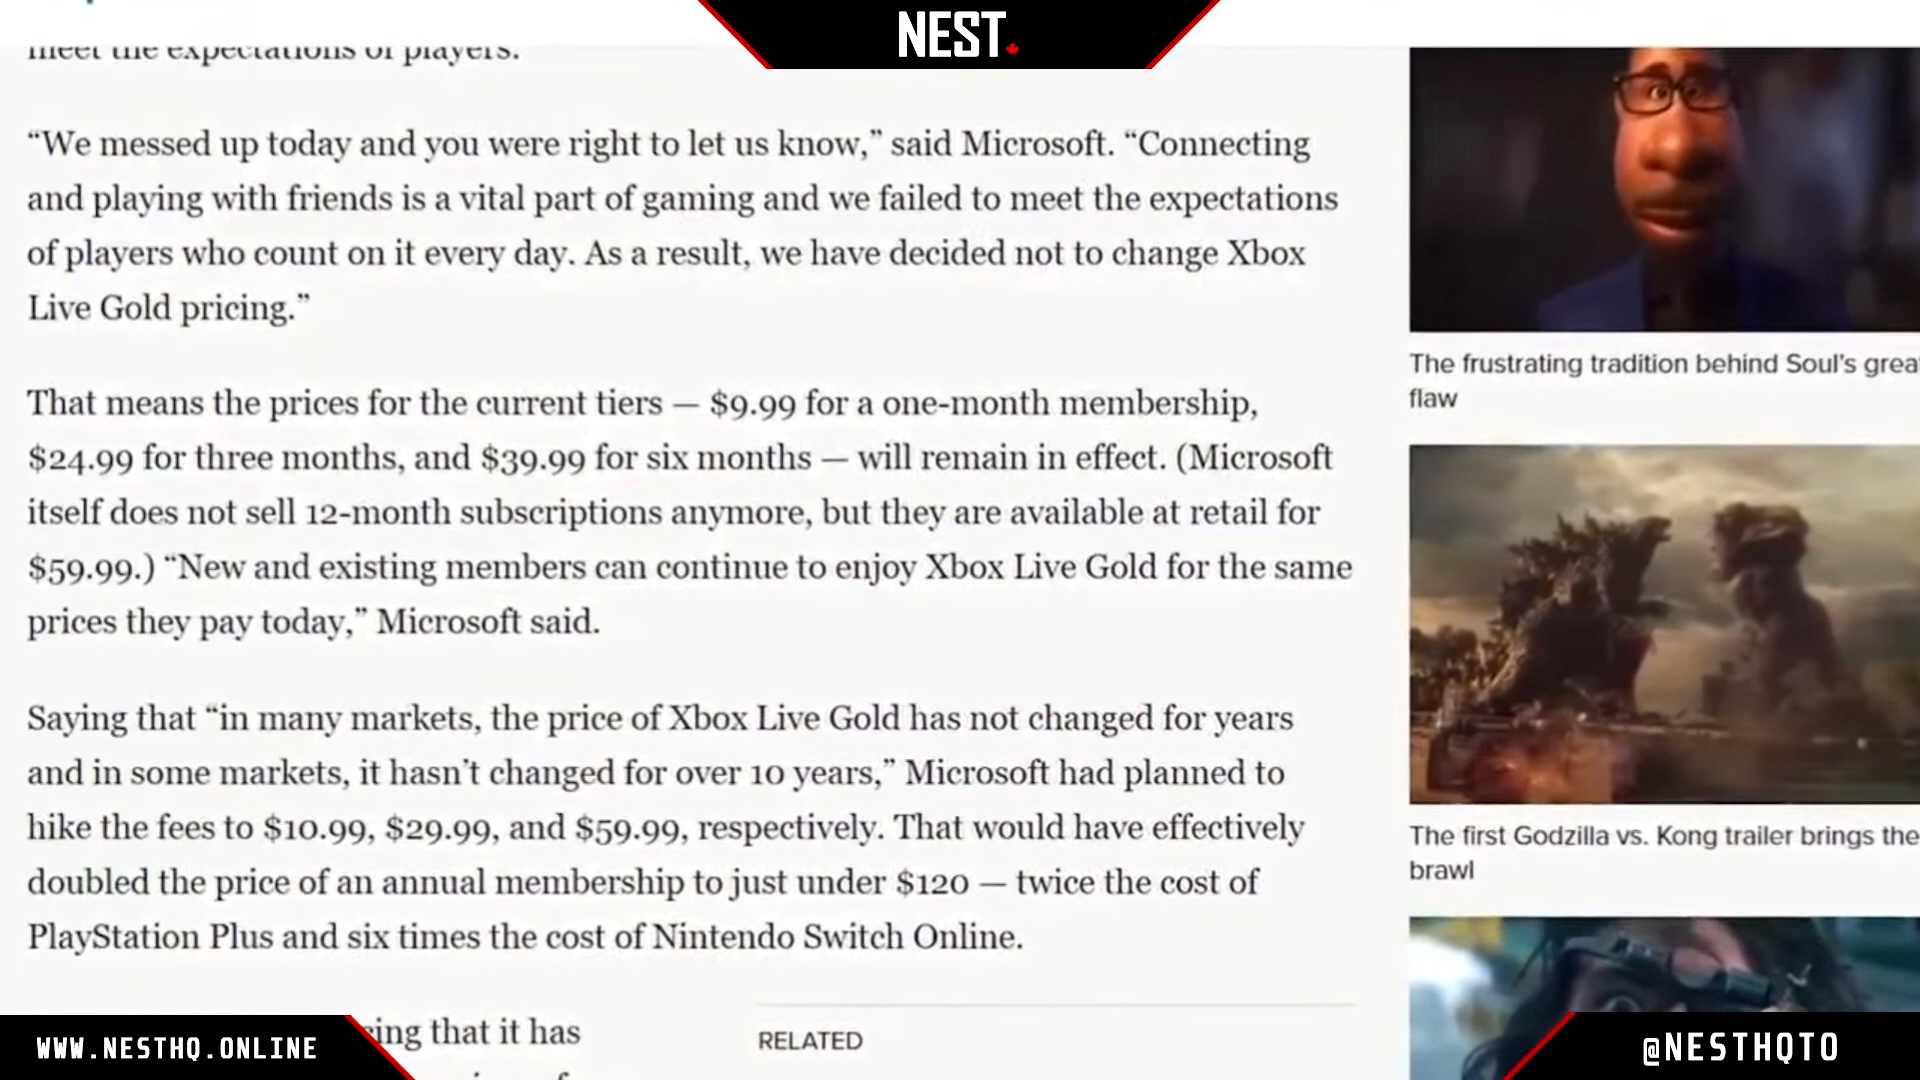 NEST
meet the expectations of players.
“We messed up today and you were right to let us know,” said Microsoft. “Connecting
and playing with friends is a vital part of gaming and we failed to meet the expectations
of players who count on it every day. As a result, we have decided not to change Xbox
Live Gold pricing.”
That means the prices for the current tiers — $9.99 for a one-month membership,
$24.99 for three months, and $39.99 for six months — will remain in effect. (Microsoft
itself does not sell 12-month subscriptions anymore, but they are available at retail for
$59.99.) “New and existing members can continue to enjoy Xbox Live Gold for the same
prices they pay today,” Microsoft said.
Saying that “in many markets, the price of Xbox Live Gold has not changed for years
and in some markets, it hasn’t changed for over 10 years,” Microsoft had planned to
hike the fees to $10.99, $29.99, and $59.99, respectively. That would have effectively
doubled the price of an annual membership to just under $120 — twice the cost of
PlayStation Plus and six times the cost of Nintendo Switch Online.
that it has
RELATED
The frustrating tradition behind Soul’s
flaw
The first Godzilla vs. Kong trailer brings the
brawl
WWW.NESTHQ.ONLINE
@NESTHQTO